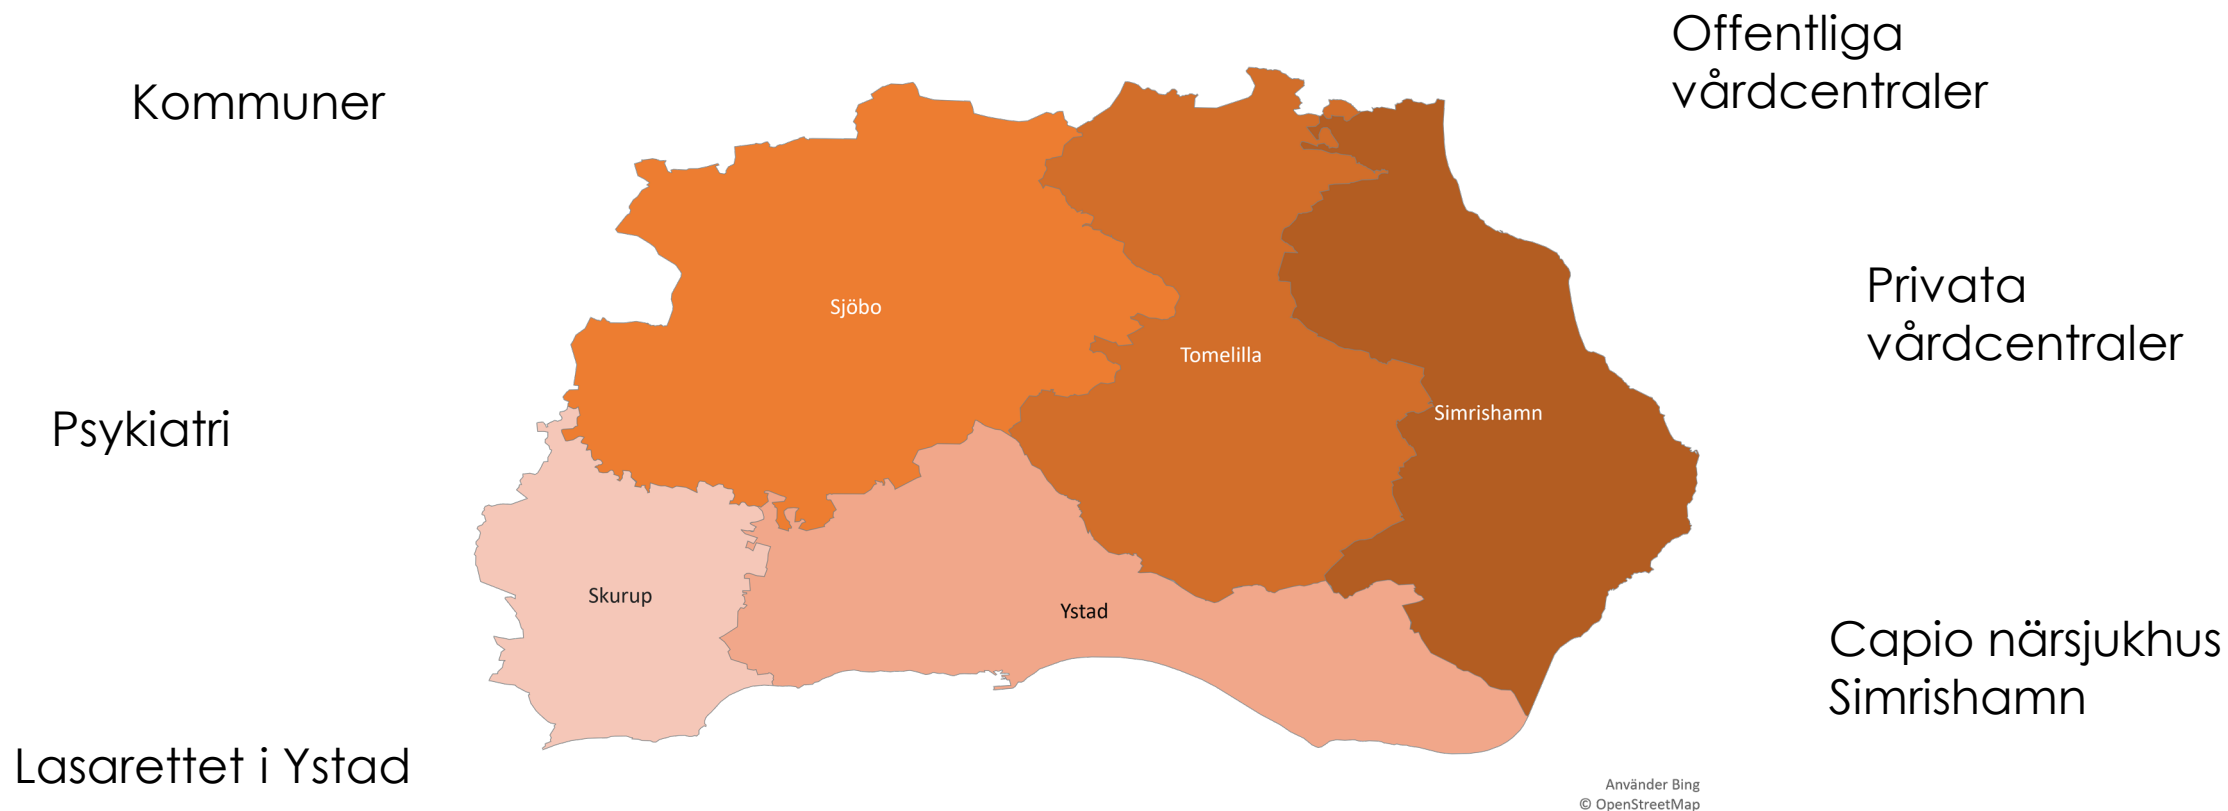 Offentliga
vårdcentraler
Kommuner
Privata
vårdcentraler
Sjöbo
Tomelilla
Simrishamn
Psykiatri
Skurup
Ystad
Capio närsjukhus
Simrishamn
Lasarettet i Ystad
Använder Bing
© OpenStreetMap